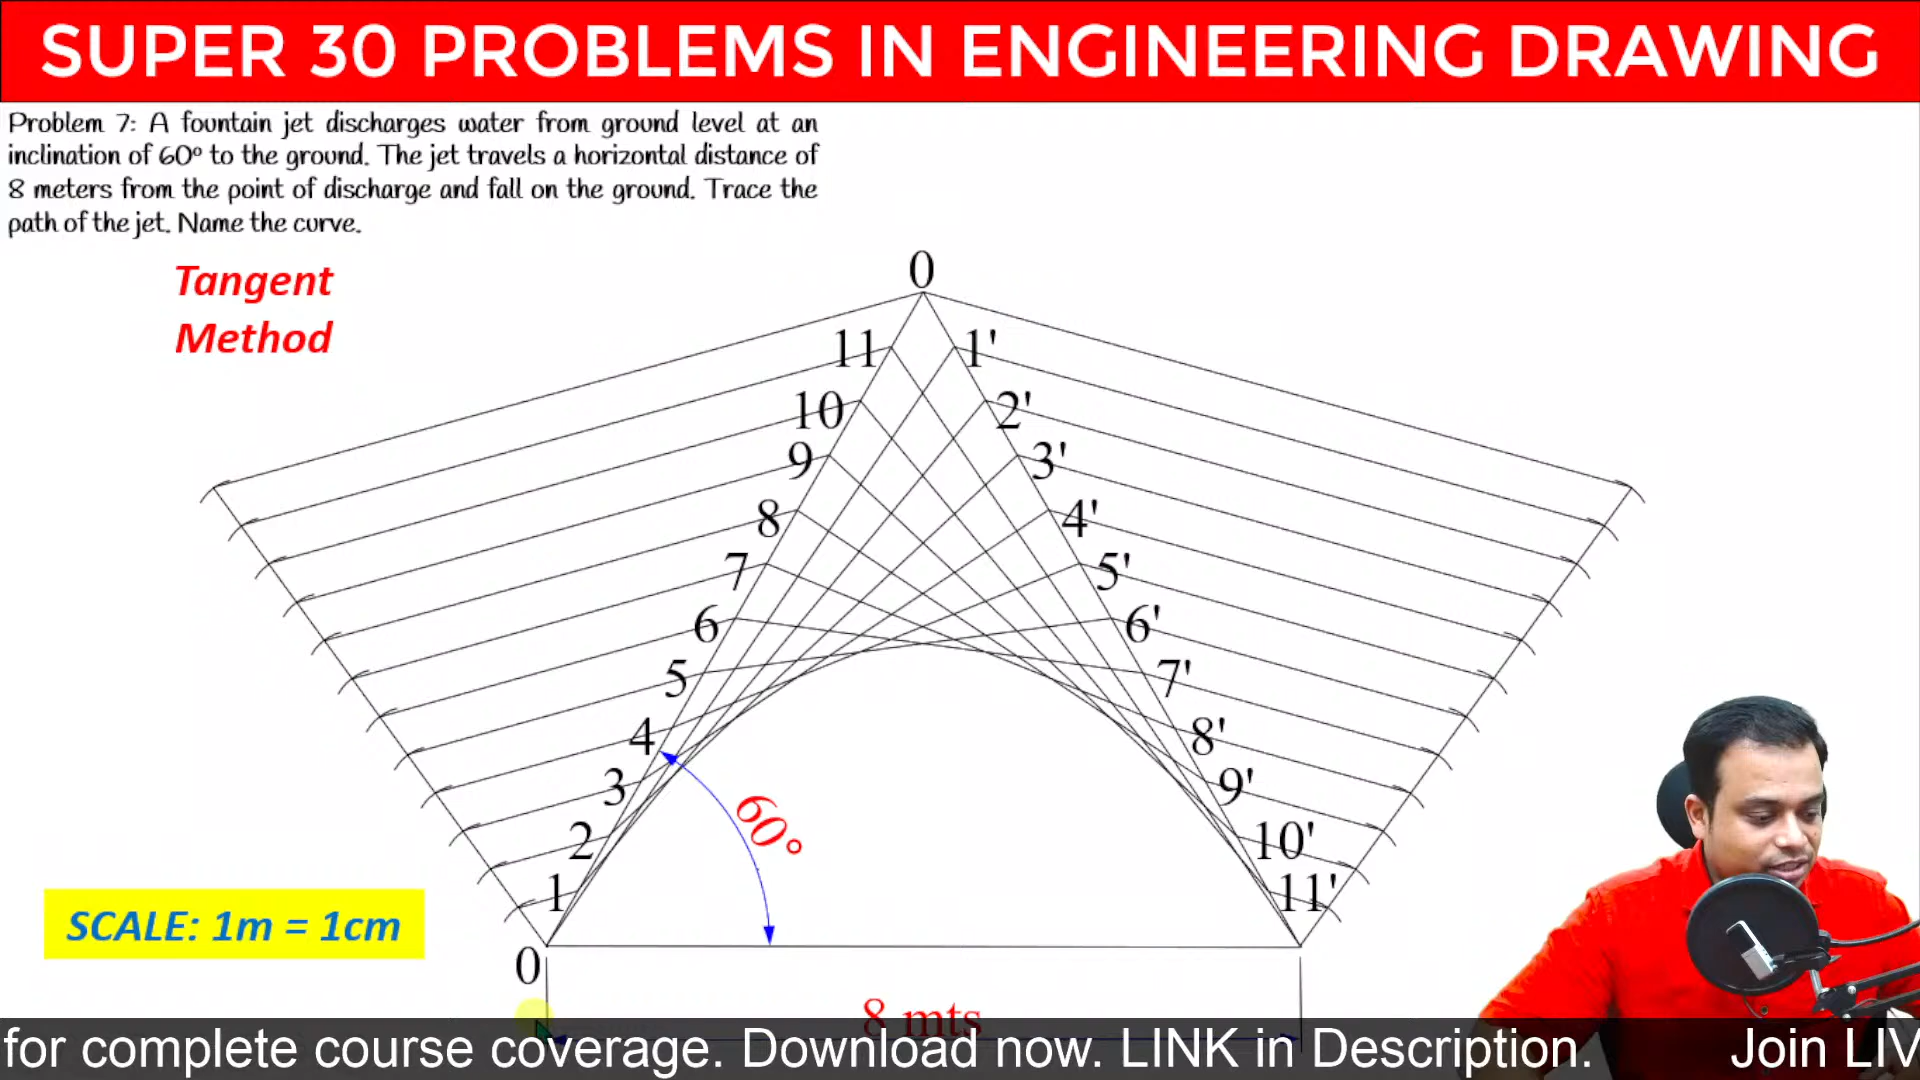 SUPER 30 PROBLEMS IN ENGINEERING DRAWING
Problem 7: A fountain jet discharges water from ground level at an
inclination of 60º to the ground. The jet travels a horizontal distance of
8 meters from the point of discharge and fall on the ground. Trace the
path of the jet. Name the curve.
Tangent
Method
0
11 1'
10 2'
9 3'
8 4'
7 5'
6 6'
5 7'
4 8'
3 9'
2 10'
1 11'
60°
SCALE: 1m = 1cm
0
8 mts
for complete course coverage. Download now. LINK in Description. Join LIV